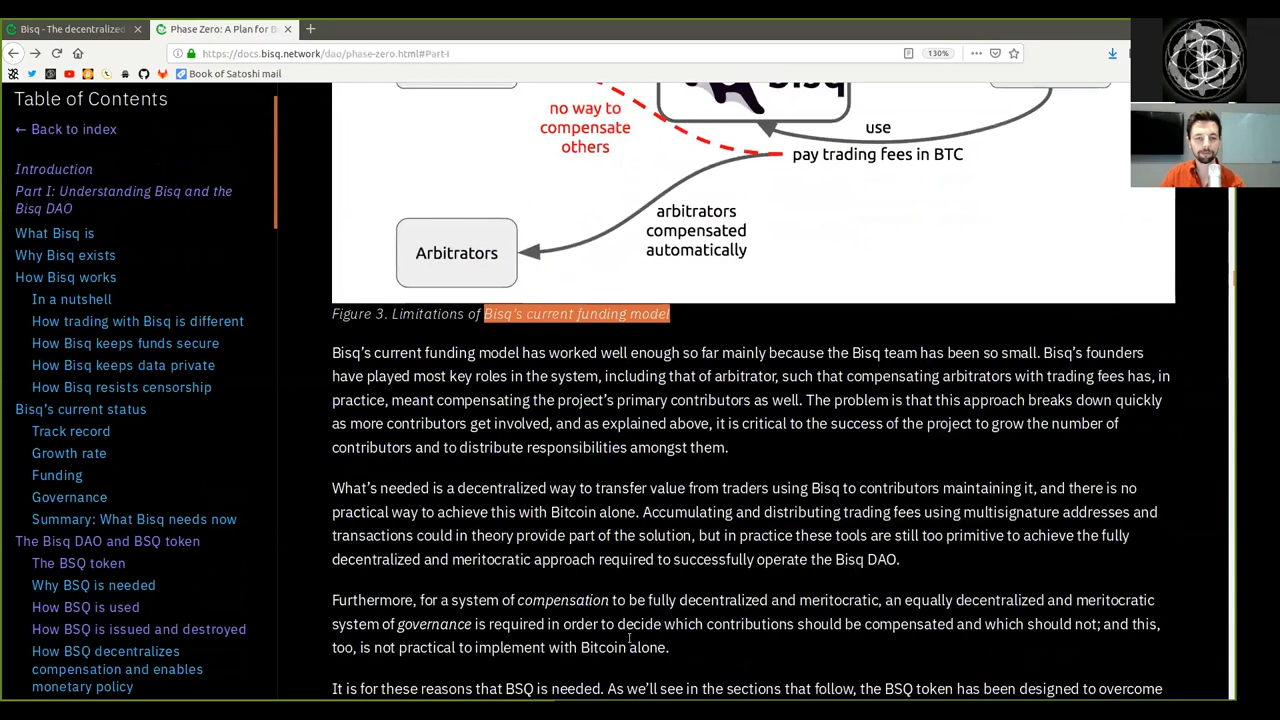 Bisq - The decentralized
Phase Zero: A Plan for B
https://docs.bisq.network/dao/phase-zero.html#Part-I
130%
Book of Satoshi mail
Table of Contents
← Back to index
Introduction
Part I: Understanding Bisq and the
Bisq DAO
What Bisq is
Why Bisq exists
How Bisq works
In a nutshell
How trading with Bisq is different
How Bisq keeps funds secure
How Bisq keeps data private
How Bisq resists censorship
Bisq's current status
Track record
Growth rate
Funding
Governance
Summary: What Bisq needs now
The Bisq DAO and BSQ token
The BSQ token
Why BSQ is needed
How BSQ is used
How BSQ is issued and destroyed
How BSQ decentralizes
compensation and enables
monetary policy
bisq
no way to
compensate
others
use
pay trading fees in BTC
arbitrators
compensated
automatically
Arbitrators
Figure 3. Limitations of Bisq's current funding model
Bisq's current funding model has worked well enough so far mainly because the Bisq team has been so small. Bisq's founders
have played most key roles in the system, including that of arbitrator, such that compensating arbitrators with trading fees has, in
practice, meant compensating the project's primary contributors as well. The problem is that this approach breaks down quickly
as more contributors get involved, and as explained above, it is critical to the success of the project to grow the number of
contributors and to distribute responsibilities amongst them.
What's needed is a decentralized way to transfer value from traders using Bisq to contributors maintaining it, and there is no
practical way to achieve this with Bitcoin alone. Accumulating and distributing trading fees using multisignature addresses and
transactions could in theory provide part of the solution, but in practice these tools are still too primitive to achieve the fully
decentralized and meritocratic approach required to successfully operate the Bisq DAO.
Furthermore, for a system of compensation to be fully decentralized and meritocratic, an equally decentralized and meritocratic
system of governance is required in order to decide which contributions should be compensated and which should not; and this,
too, is not practical to implement with Bitcoin alone.
It is for these reasons that BSQ is needed. As we'll see in the sections that follow, the BSQ token has been designed to overcome